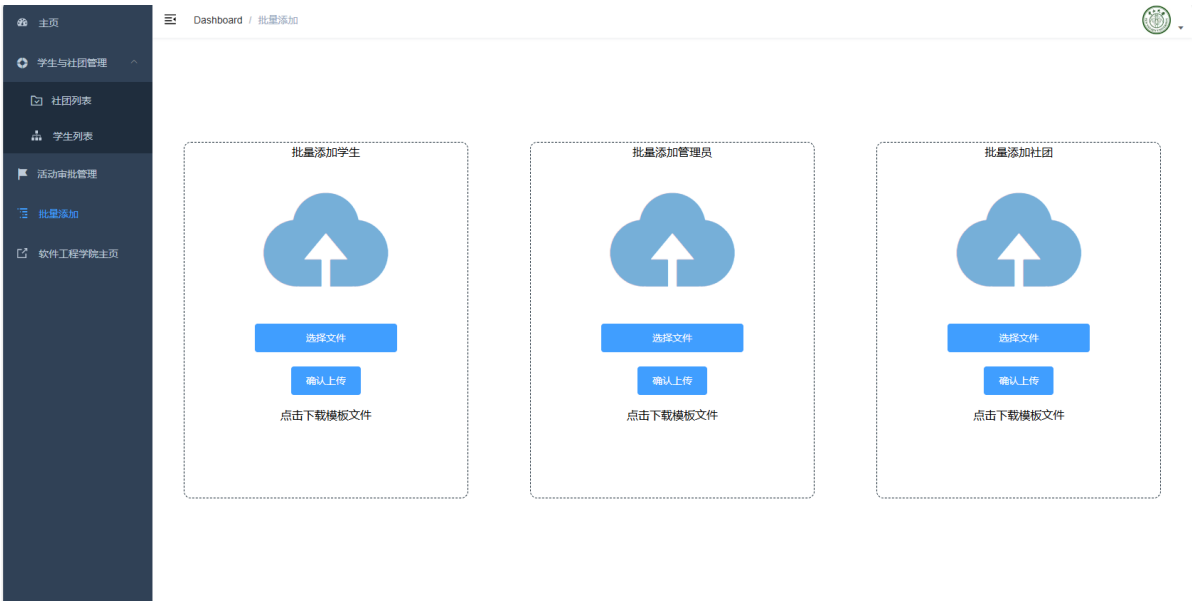 主页
学生与社团管理
社团列表
学生列表
活动审批管理
批量添加
软件工程学院主页
Dashboard / 批量添加
批量添加学生
选择文件
确认上传
点击下载模板文件
批量添加管理员
选择文件
确认上传
点击下载模板文件
批量添加社团
选择文件
确认上传
点击下载模板文件